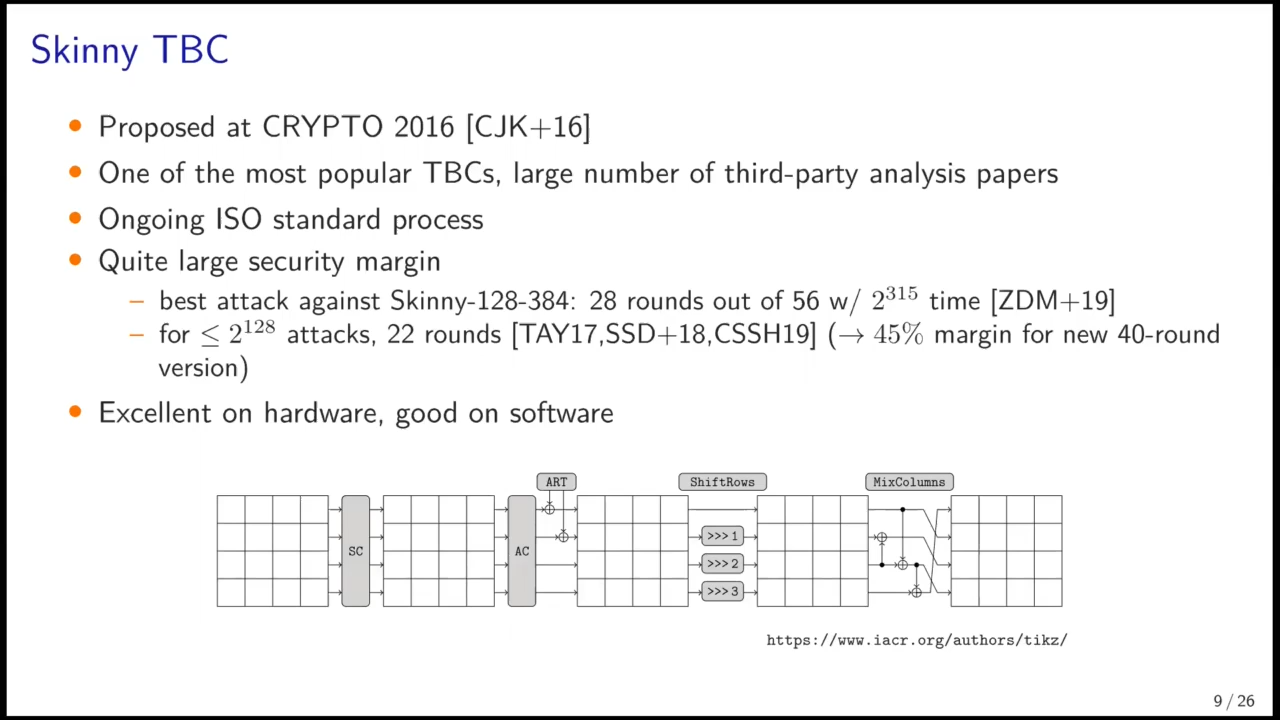 Skinny TBC
• Proposed at CRYPTO 2016 [CJK+16]
• One of the most popular TBCs, large number of third-party analysis papers
• Ongoing ISO standard process
• Quite large security margin
– best attack against Skinny-128-384: 28 rounds out of 56 w/ 2^315 time [ZDM+19]
– for ≤ 2^128 attacks, 22 rounds [TAY17,SSD+18,CSSH19] (→ 45% margin for new 40-round
version)
• Excellent on hardware, good on software
ART ShiftRows MixColumns
SC AC
>>> 1
>>> 2
>>> 3
https://www.iacr.org/authors/tikz/
9 / 26